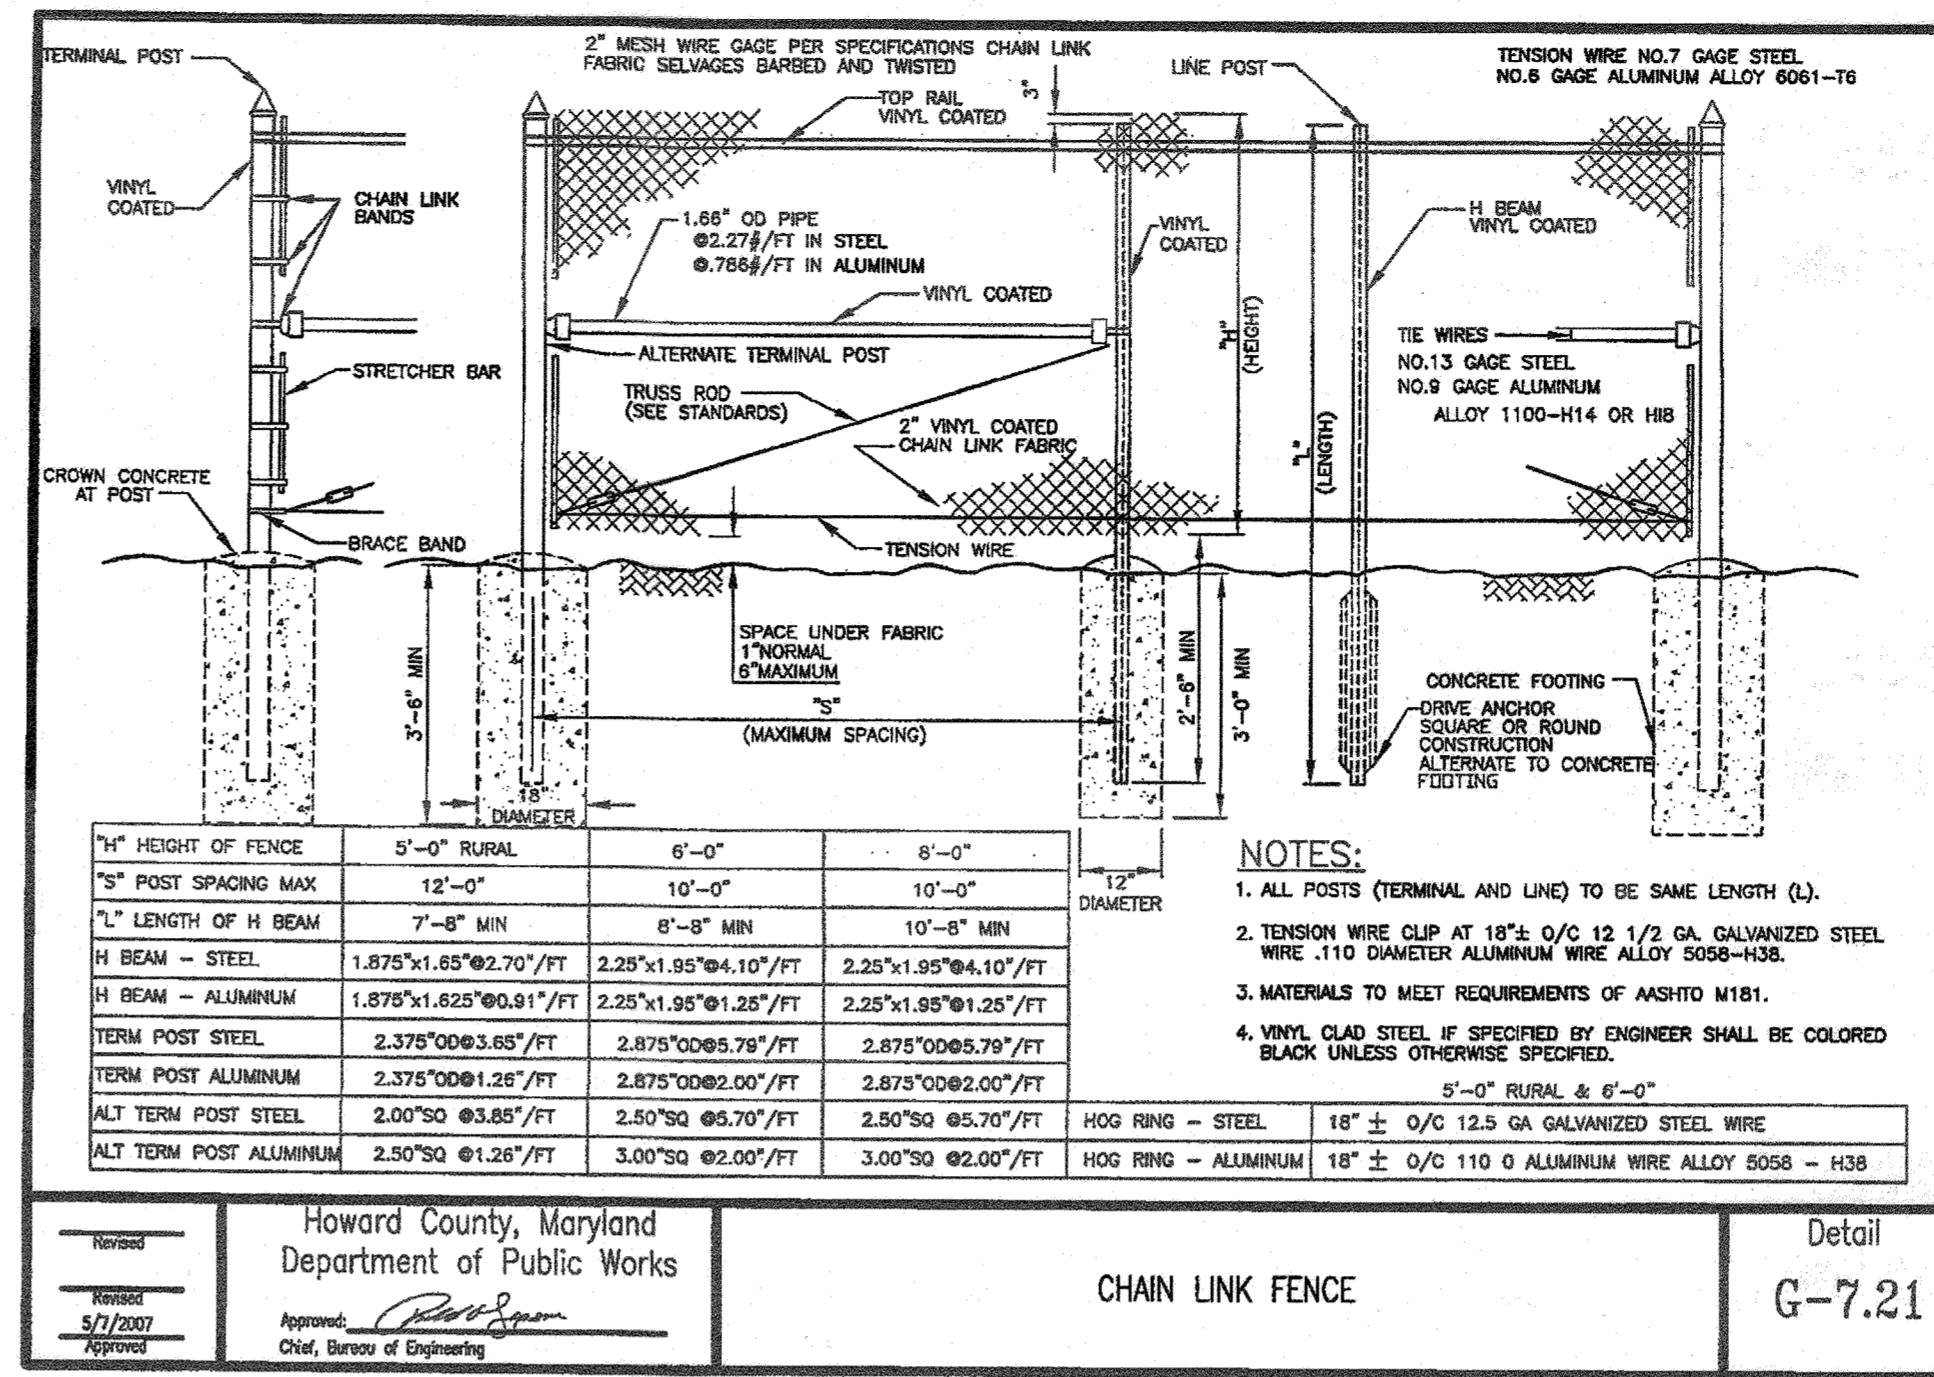 TERMINAL POST
2" MESH WIRE GAGE PER SPECIFICATIONS CHAIN LINK
FABRIC SELVAGES BARBED AND TWISTED
LINE POST
TENSION WIRE NO.7 GAGE STEEL
NO.6 GAGE ALUMINUM ALLOY 6061-T6
3"
TOP RAIL
VINYL COATED
VINYL
COATED
CHAIN LINK
BANDS
1.66" OD PIPE
@2.27#/FT IN STEEL
@.786#/FT IN ALUMINUM
VINYL
COATED
H BEAM
VINYL COATED
VINYL COATED
"H"
(HEIGHT)
ALTERNATE TERMINAL POST
TIE WIRES
NO.13 GAGE STEEL
NO.9 GAGE ALUMINUM
ALLOY 1100-H14 OR HI8
STRETCHER BAR
TRUSS ROD
(SEE STANDARDS)
2" VINYL COATED
CHAIN LINK FABRIC
"L"
(LENGTH)
CROWN CONCRETE
AT POST
BRACE BAND
TENSION WIRE
SPACE UNDER FABRIC
1"NORMAL
6"MAXIMUM
3'-6" MIN
"S"
(MAXIMUM SPACING)
2'-6" MIN
3'-0" MIN
CONCRETE FOOTING
DRIVE ANCHOR
SQUARE OR ROUND
CONSTRUCTION
ALTERNATE TO CONCRETE
FOOTING
18"
DIAMETER
12"
DIAMETER
"H" HEIGHT OF FENCE 5'-0" RURAL 6'-0" 8'-0"
"S" POST SPACING MAX 12'-0" 10'-0" 10'-0"
"L" LENGTH OF H BEAM 7'-8" MIN 8'-8" MIN 10'-8" MIN
H BEAM - STEEL 1.875"x1.65"@2.70"/FT 2.25"x1.95"@4.10"/FT 2.25"x1.95"@4.10"/FT
H BEAM - ALUMINUM 1.875"x1.625"@0.91"/FT 2.25"x1.95"@1.25"/FT 2.25"x1.95"@1.25"/FT
TERM POST STEEL 2.375"OD@3.65"/FT 2.875"OD@5.79"/FT 2.875"OD@5.79"/FT
TERM POST ALUMINUM 2.375"OD@1.26"/FT 2.875"OD@2.00"/FT 2.875"OD@2.00"/FT
ALT TERM POST STEEL 2.00"SQ @3.85"/FT 2.50"SQ @5.70"/FT 2.50"SQ @5.70"/FT
ALT TERM POST ALUMINUM 2.50"SQ @1.26"/FT 3.00"SQ @2.00"/FT 3.00"SQ @2.00"/FT
NOTES:
1. ALL POSTS (TERMINAL AND LINE) TO BE SAME LENGTH (L).
2. TENSION WIRE CLIP AT 18"± O/C 12 1/2 GA. GALVANIZED STEEL
WIRE .110 DIAMETER ALUMINUM WIRE ALLOY 5058-H38.
3. MATERIALS TO MEET REQUIREMENTS OF AASHTO M181.
4. VINYL CLAD STEEL IF SPECIFIED BY ENGINEER SHALL BE COLORED
BLACK UNLESS OTHERWISE SPECIFIED.
5'-0" RURAL & 6'-0"
HOG RING - STEEL 18" ± O/C 12.5 GA GALVANIZED STEEL WIRE
HOG RING - ALUMINUM 18" ± O/C 110 0 ALUMINUM WIRE ALLOY 5058 - H38
Revised
Revised
5/7/2007
Approved
Howard County, Maryland
Department of Public Works
Approved:
Chief, Bureau of Engineering
CHAIN LINK FENCE
Detail
G-7.21